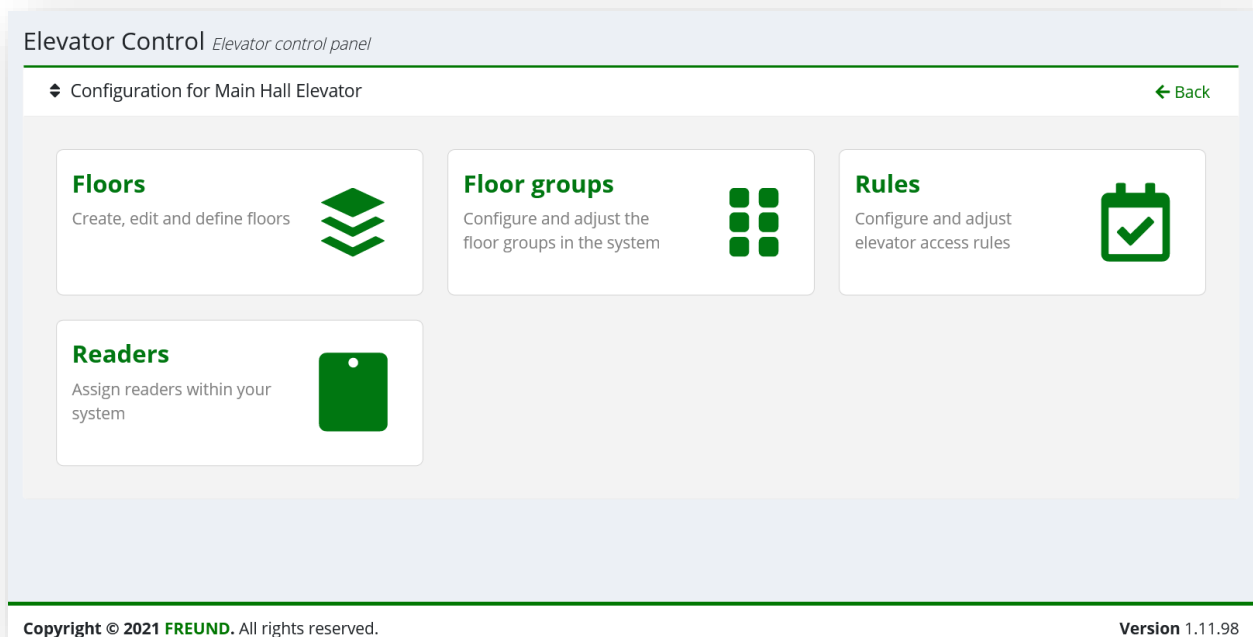 Elevator Control Elevator control panel
Configuration for Main Hall Elevator
Back
Floors
Create, edit and define floors
Floor groups
Configure and adjust the
floor groups in the system
Rules
Configure and adjust
elevator access rules
Readers
Assign readers within your
system
Copyright © 2021 FREUND. All rights reserved.
Version 1.11.98